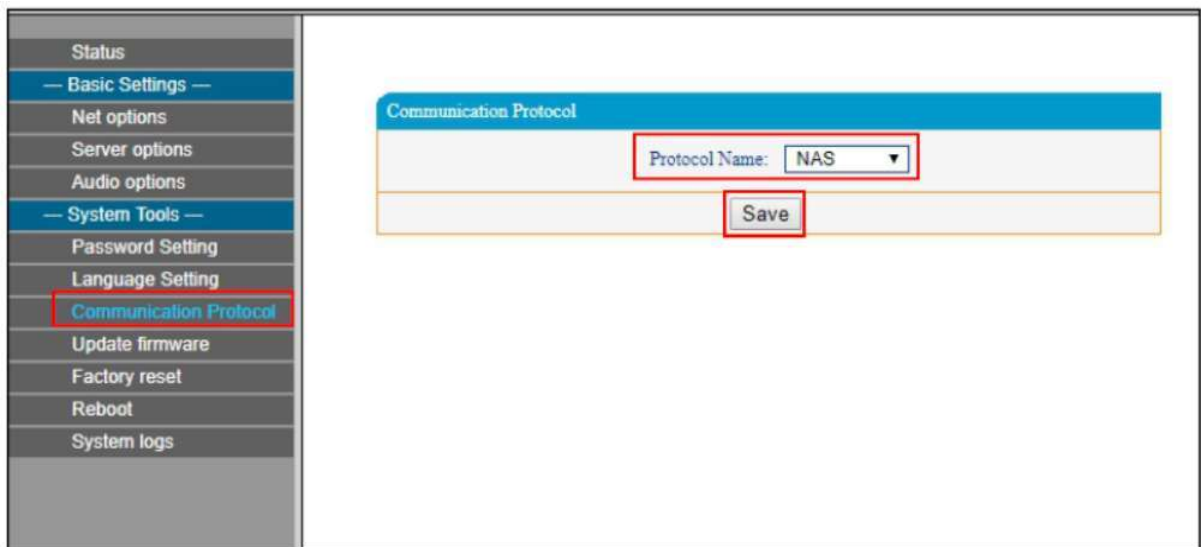 Status
— Basic Settings —
Net options
Server options
Audio options
— System Tools —
Password Setting
Language Setting
Communication Protocol
Update firmware
Factory reset
Reboot
System logs
Communication Protocol
Protocol Name: NAS
Save